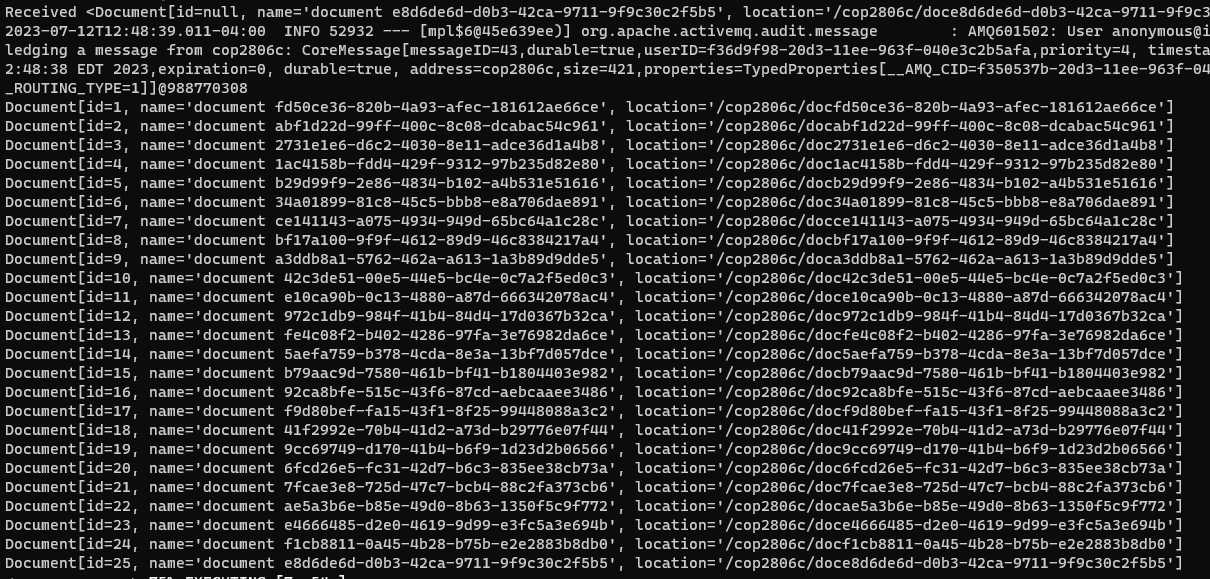 Received <Document[id=null, name='document e8d6de6d-d0b3-42ca-9711-9f9c30c2f5b5', location='/cop2806c/doce8d6de6d-d0b3-42ca-9711-9f9c3
2023-07-12T12:48:39.011-04:00  INFO 52932 --- [mpl$6@45e639ee)] org.apache.activemq.audit.message        : AMQ601502: User anonymous@i
ledging a message from cop2806c: CoreMessage[messageID=43,durable=true,userID=f36d9f98-20d3-11ee-963f-040e3c2b5afa,priority=4, timesta
2:48:38 EDT 2023,expiration=0, durable=true, address=cop2806c,size=421,properties=TypedProperties[__AMQ_CID=f350537b-20d3-11ee-963f-04
_ROUTING_TYPE=1]]@988770308
Document[id=1, name='document fd50ce36-820b-4a93-afec-181612ae66ce', location='/cop2806c/docfd50ce36-820b-4a93-afec-181612ae66ce']
Document[id=2, name='document abf1d22d-99ff-400c-8c08-dcabac54c961', location='/cop2806c/docabf1d22d-99ff-400c-8c08-dcabac54c961']
Document[id=3, name='document 2731e1e6-d6c2-4030-8e11-adce36d1a4b8', location='/cop2806c/doc2731e1e6-d6c2-4030-8e11-adce36d1a4b8']
Document[id=4, name='document 1ac4158b-fdd4-429f-9312-97b235d82e80', location='/cop2806c/doc1ac4158b-fdd4-429f-9312-97b235d82e80']
Document[id=5, name='document b29d99f9-2e86-4834-b102-a4b531e51616', location='/cop2806c/docb29d99f9-2e86-4834-b102-a4b531e51616']
Document[id=6, name='document 34a01899-81c8-45c5-bbb8-e8a706dae891', location='/cop2806c/doc34a01899-81c8-45c5-bbb8-e8a706dae891']
Document[id=7, name='document ce141143-a075-4934-949d-65bc64a1c28c', location='/cop2806c/docce141143-a075-4934-949d-65bc64a1c28c']
Document[id=8, name='document bf17a100-9f9f-4612-89d9-46c8384217a4', location='/cop2806c/docbf17a100-9f9f-4612-89d9-46c8384217a4']
Document[id=9, name='document a3ddb8a1-5762-462a-a613-1a3b89d9dde5', location='/cop2806c/doca3ddb8a1-5762-462a-a613-1a3b89d9dde5']
Document[id=10, name='document 42c3de51-00e5-44e5-bc4e-0c7a2f5ed0c3', location='/cop2806c/doc42c3de51-00e5-44e5-bc4e-0c7a2f5ed0c3']
Document[id=11, name='document e10ca90b-0c13-4880-a87d-666342078ac4', location='/cop2806c/doce10ca90b-0c13-4880-a87d-666342078ac4']
Document[id=12, name='document 972c1db9-984f-41b4-84d4-17d0367b32ca', location='/cop2806c/doc972c1db9-984f-41b4-84d4-17d0367b32ca']
Document[id=13, name='document fe4c08f2-b402-4286-97fa-3e76982da6ce', location='/cop2806c/docfe4c08f2-b402-4286-97fa-3e76982da6ce']
Document[id=14, name='document 5aefa759-b378-4cda-8e3a-13bf7d057dce', location='/cop2806c/doc5aefa759-b378-4cda-8e3a-13bf7d057dce']
Document[id=15, name='document b79aac9d-7580-461b-bf41-b1804403e982', location='/cop2806c/docb79aac9d-7580-461b-bf41-b1804403e982']
Document[id=16, name='document 92ca8bfe-515c-43f6-87cd-aebcaaee3486', location='/cop2806c/doc92ca8bfe-515c-43f6-87cd-aebcaaee3486']
Document[id=17, name='document f9d80bef-fa15-43f1-8f25-99448088a3c2', location='/cop2806c/docf9d80bef-fa15-43f1-8f25-99448088a3c2']
Document[id=18, name='document 41f2992e-70b4-41d2-a73d-b29776e07f44', location='/cop2806c/doc41f2992e-70b4-41d2-a73d-b29776e07f44']
Document[id=19, name='document 9cc69749-d170-41b4-b6f9-1d23d2b06566', location='/cop2806c/doc9cc69749-d170-41b4-b6f9-1d23d2b06566']
Document[id=20, name='document 6fcd26e5-fc31-42d7-b6c3-835ee38cb73a', location='/cop2806c/doc6fcd26e5-fc31-42d7-b6c3-835ee38cb73a']
Document[id=21, name='document 7fcae3e8-725d-47c7-bcb4-88c2fa373cb6', location='/cop2806c/doc7fcae3e8-725d-47c7-bcb4-88c2fa373cb6']
Document[id=22, name='document ae5a3b6e-b85e-49d0-8b63-1350f5c9f772', location='/cop2806c/docae5a3b6e-b85e-49d0-8b63-1350f5c9f772']
Document[id=23, name='document e4666485-d2e0-4619-9d99-e3fc5a3e694b', location='/cop2806c/doce4666485-d2e0-4619-9d99-e3fc5a3e694b']
Document[id=24, name='document f1cb8811-0a45-4b28-b75b-e2e2883b8db0', location='/cop2806c/docf1cb8811-0a45-4b28-b75b-e2e2883b8db0']
Document[id=25, name='document e8d6de6d-d0b3-42ca-9711-9f9c30c2f5b5', location='/cop2806c/doce8d6de6d-d0b3-42ca-9711-9f9c30c2f5b5']